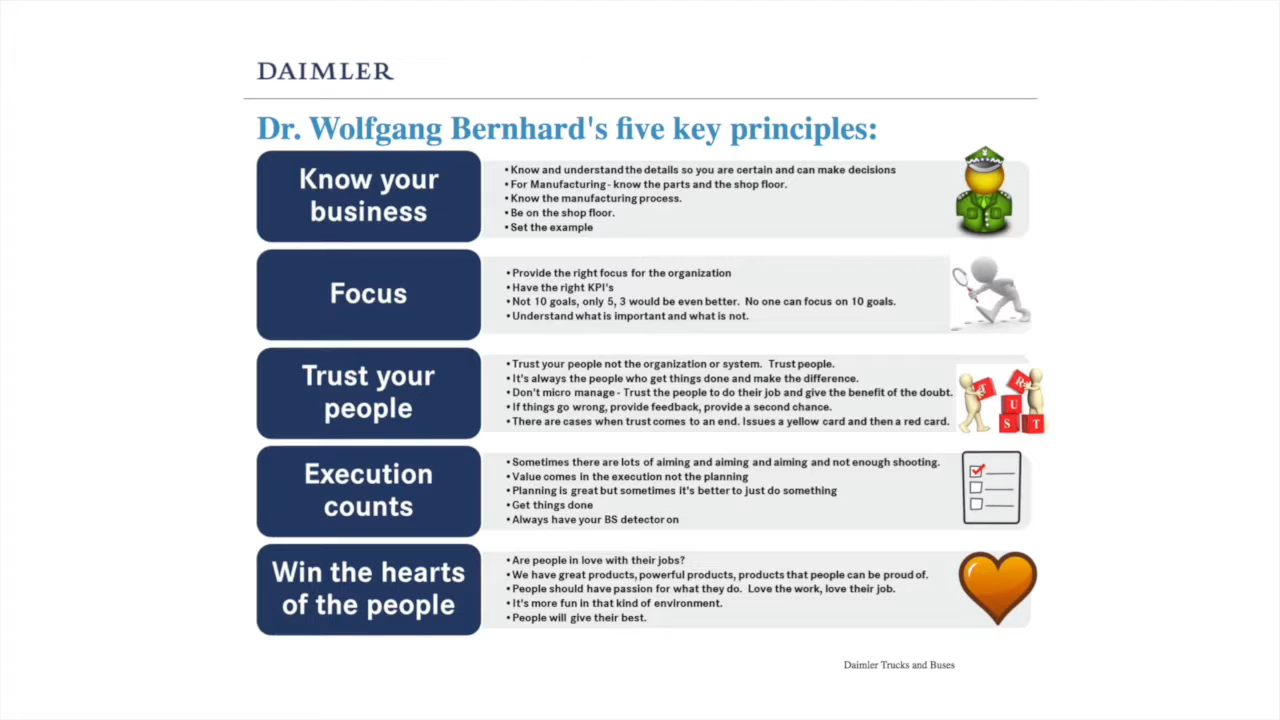 DAIMLER
Dr. Wolfgang Bernhard's five key principles:
Know your
business
• Know and understand the details so you are certain and can make decisions
• For Manufacturing - know the parts and the shop floor.
• Know the manufacturing process.
• Be on the shop floor.
• Set the example
Focus
• Provide the right focus for the organization
• Have the right KPI's
• Not 10 goals, only 5, 3 would be even better. No one can focus on 10 goals.
• Understand what is important and what is not.
Trust your
people
• Trust your people not the organization or system. Trust people.
• It's always the people who get things done and make the difference.
• Don't micro manage - Trust the people to do their job and give the benefit of the doubt.
• If things go wrong, provide feedback, provide a second chance.
• There are cases when trust comes to an end. Issues a yellow card and then a red card.
T R
U
S T
Execution
counts
• Sometimes there are lots of aiming and aiming and aiming and not enough shooting.
• Value comes in the execution not the planning
• Planning is great but sometimes it's better to just do something
• Get things done
• Always have your BS detector on
Win the hearts
of the people
• Are people in love with their jobs?
• We have great products, powerful products, products that people can be proud of.
• People should have passion for what they do. Love the work, love their job.
• It's more fun in that kind of environment.
• People will give their best.
Daimler Trucks and Buses